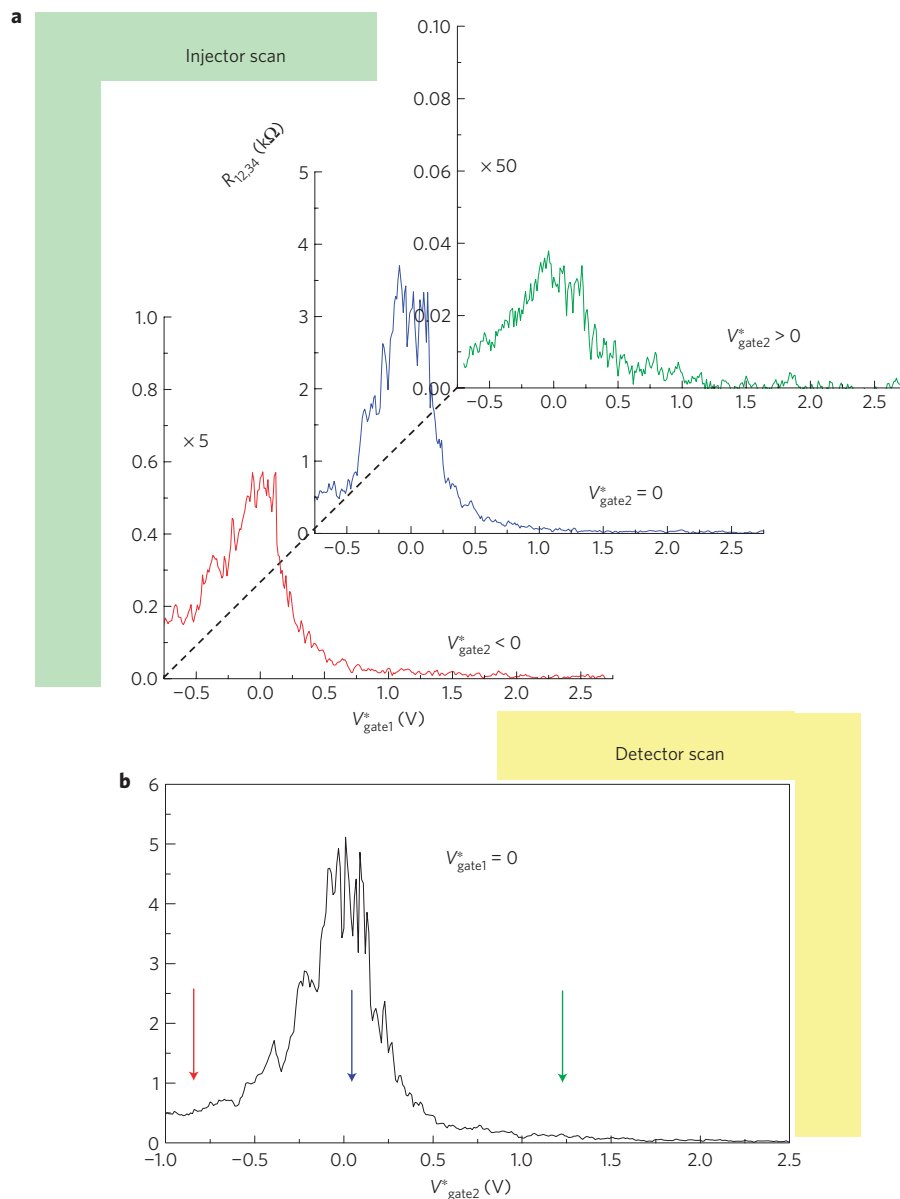 a
Injector scan
R12,34 (kΩ)
0.10
0.08
0.06
0.04
0.02
0.00
× 50
V*gate2 > 0
−0.5 0.0 0.5 1.0 1.5 2.0 2.5
5
4
3
2
1
0
V*gate2 = 0
−0.5 0.0 0.5 1.0 1.5 2.0 2.5
1.0
0.8
0.6
0.4
0.2
0.0
× 5
V*gate2 < 0
−0.5 0.0 0.5 1.0 1.5 2.0 2.5
V*gate1 (V)
Detector scan
b
6
5
4
3
2
1
0
V*gate1 = 0
−1.0 −0.5 0.0 0.5 1.0 1.5 2.0 2.5
V*gate2 (V)